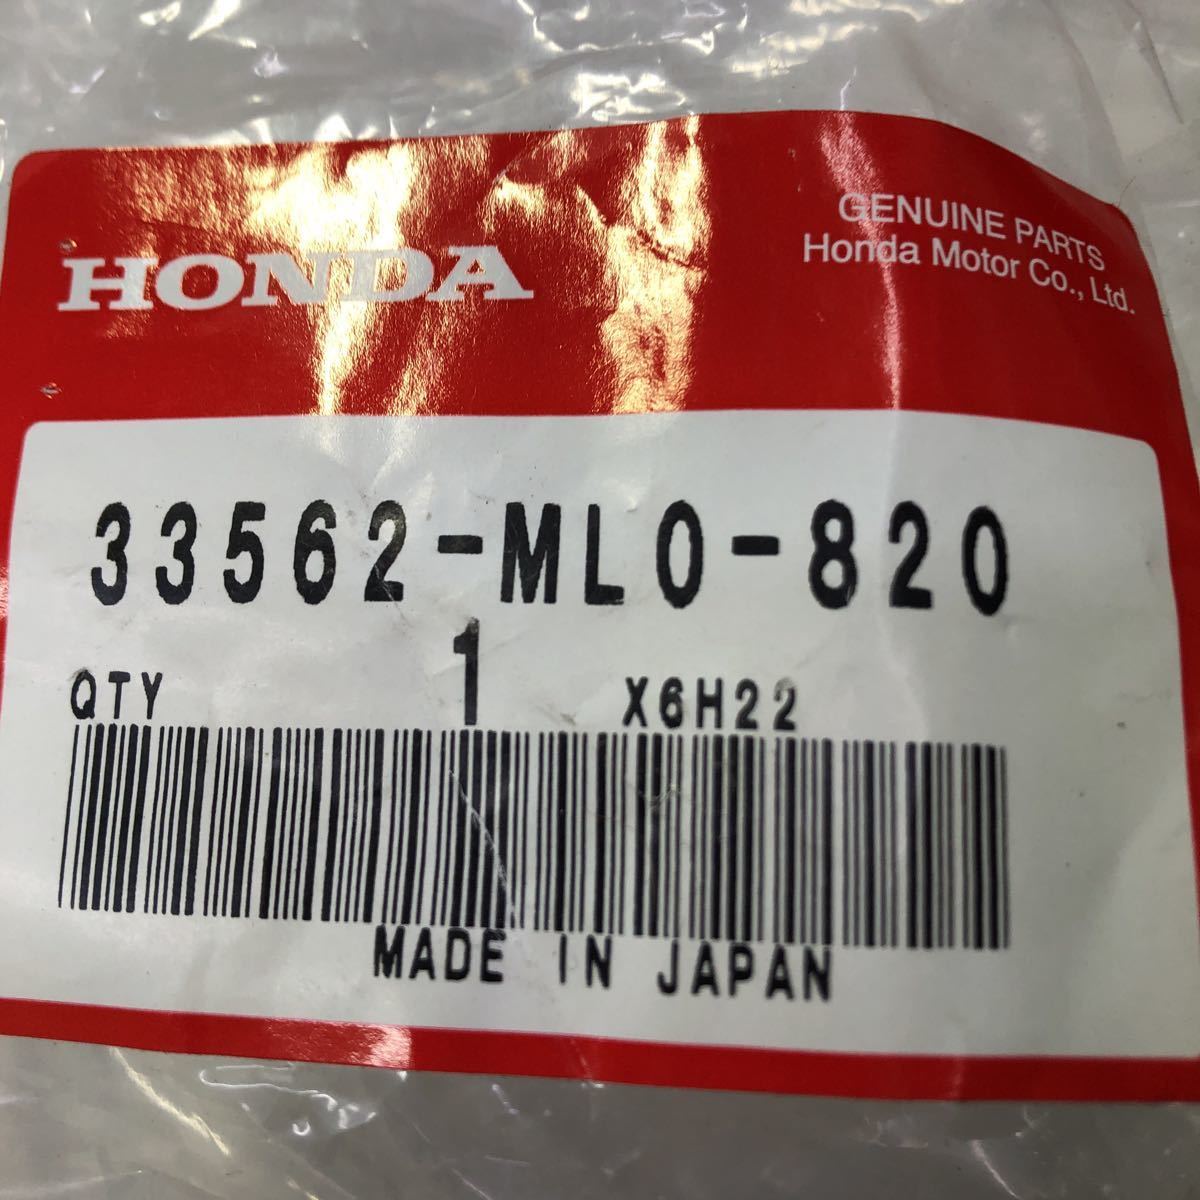 HONDA
GENUINE PARTS
Honda Motor Co., Ltd.
33562-ML0-820
QTY 1 X6H22
MADE IN JAPAN